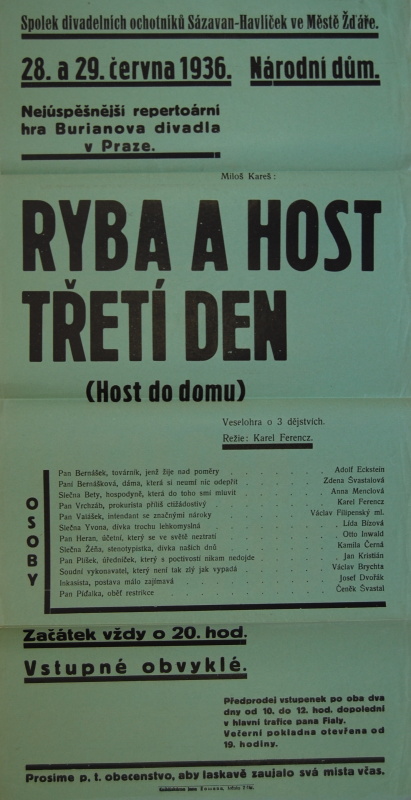 Spolek divadelních ochotníků Sázavan-Havlíček ve Městě Žďáře.
28. a 29. června 1936. Národní dům.
Nejúspěšnější repertoární
hra Burianova divadla
v Praze.
Miloš Kareš:
RYBA A HOST
TŘETÍ DEN
(Host do domu)
Veselohra o 3 dějstvích.
Režie: Karel Ferencz.
OSOBY
Pan Bernášek, továrník, jenž žije nad poměry . . . . . Adolf Eckstein
Paní Bernášková, dáma, která si neumí nic odepřít . . . . . Zdena Švastalová
Slečna Bety, hospodyně, která do toho smí mluvit . . . . . Anna Menclová
Pan Vrchzáh, prokurista příliš ctižádostivý . . . . . Karel Ferencz
Pan intendant se značnými nároky . . . . . Václav Filipenský ml.
Slečna Yvona, dívka trochu lehkomyslná . . . . . Lída Bízová
Pan Heran, účetní, který se ve světě neztratí . . . . . Otto Inwald
Slečna stenotypistka, dívka našich dnů . . . . . Kamila Černá
Pan Ptíšek, úředníček, který s poctivostí nikam nedojde . . . . . Jan Kristián
Soudní vykonavatel, který není tak zlý jak vypadá . . . . . Václav Brychta
Inkasista, postava málo zajímavá . . . . . Josef Dvořák
Pan Piďalka, oběť restrikce . . . . . Čeněk Švastal
Začátek vždy o 20. hod.
Vstupné obvyklé.
Předprodej vstupenek po oba dva
dny od 10. do 12. hod. dopolední
v hlavní trafice pana Fialy.
Večerní pokladna otevřena od
19. hodiny.
Prosíme p. t. obecenstvo, aby laskavě zaujalo svá místa včas.